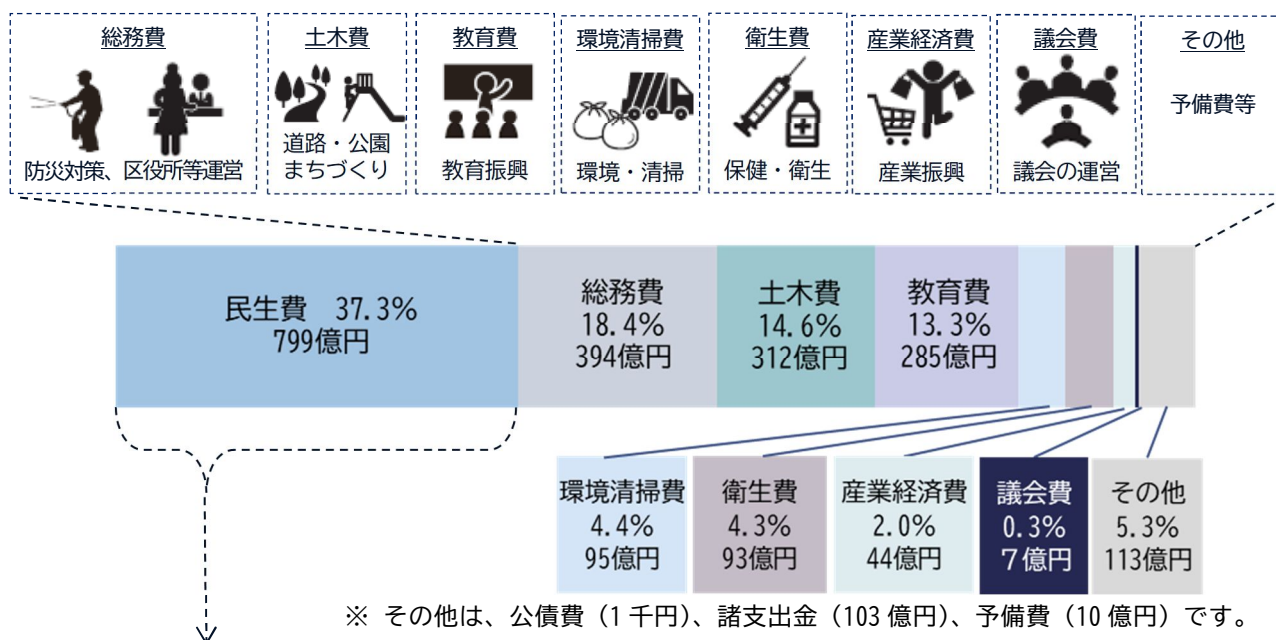 総務費
防災対策、区役所等運営
土木費
道路・公園
まちづくり
教育費
教育振興
環境清掃費
環境・清掃
衛生費
保健・衛生
産業経済費
産業振興
議会費
議会の運営
その他
予備費等
民生費 37.3%
799億円
総務費
18.4%
394億円
土木費
14.6%
312億円
教育費
13.3%
285億円
環境清掃費
4.4%
95億円
衛生費
4.3%
93億円
産業経済費
2.0%
44億円
議会費
0.3%
7億円
その他
5.3%
113億円
※ その他は、公債費（1千円）、諸支出金（103億円）、予備費（10億円）です。